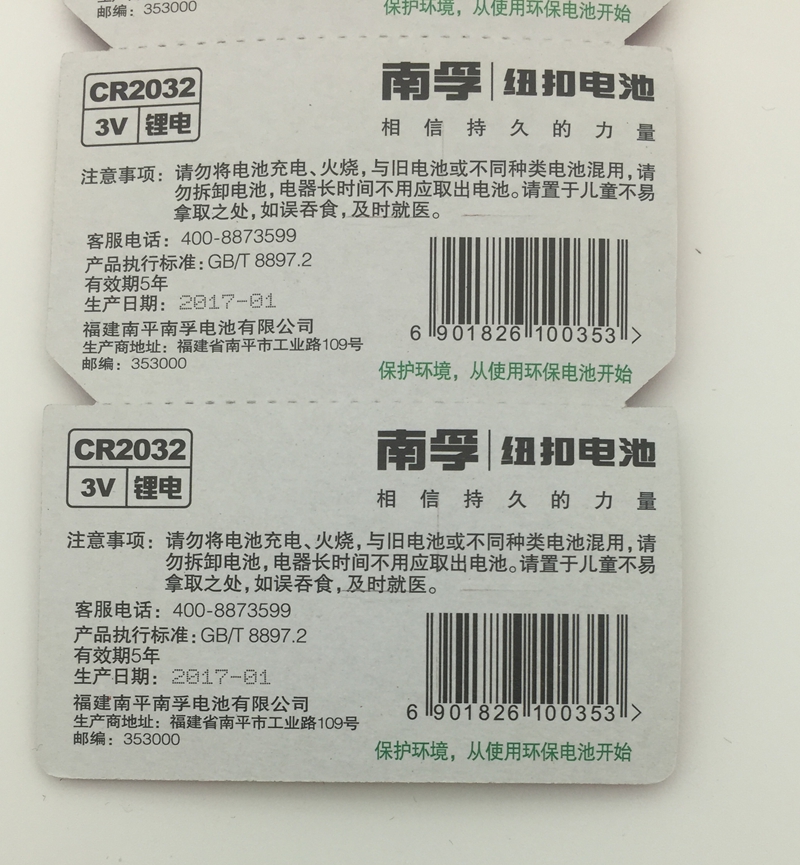 邮编：353000
保护环境，从使用环保电池开始
CR2032
3V 锂电
南孚 纽扣电池
相信持久的力量
注意事项：请勿将电池充电、火烧，与旧电池或不同种类电池混用，请
勿拆卸电池，电器长时间不用应取出电池。请置于儿童不易
拿取之处，如误吞食，及时就医。
客服电话：400-8873599
产品执行标准：GB/T 8897.2
有效期5年
生产日期：2017-01
福建南平南孚电池有限公司
生产商地址：福建省南平市工业路109号
邮编：353000
6 901826 100353 >
保护环境，从使用环保电池开始
CR2032
3V 锂电
南孚 纽扣电池
相信持久的力量
注意事项：请勿将电池充电、火烧，与旧电池或不同种类电池混用，请
勿拆卸电池，电器长时间不用应取出电池。请置于儿童不易
拿取之处，如误吞食，及时就医。
客服电话：400-8873599
产品执行标准：GB/T 8897.2
有效期5年
生产日期：2017-01
福建南平南孚电池有限公司
生产商地址：福建省南平市工业路109号
邮编：353000
6 901826 100353 >
保护环境，从使用环保电池开始